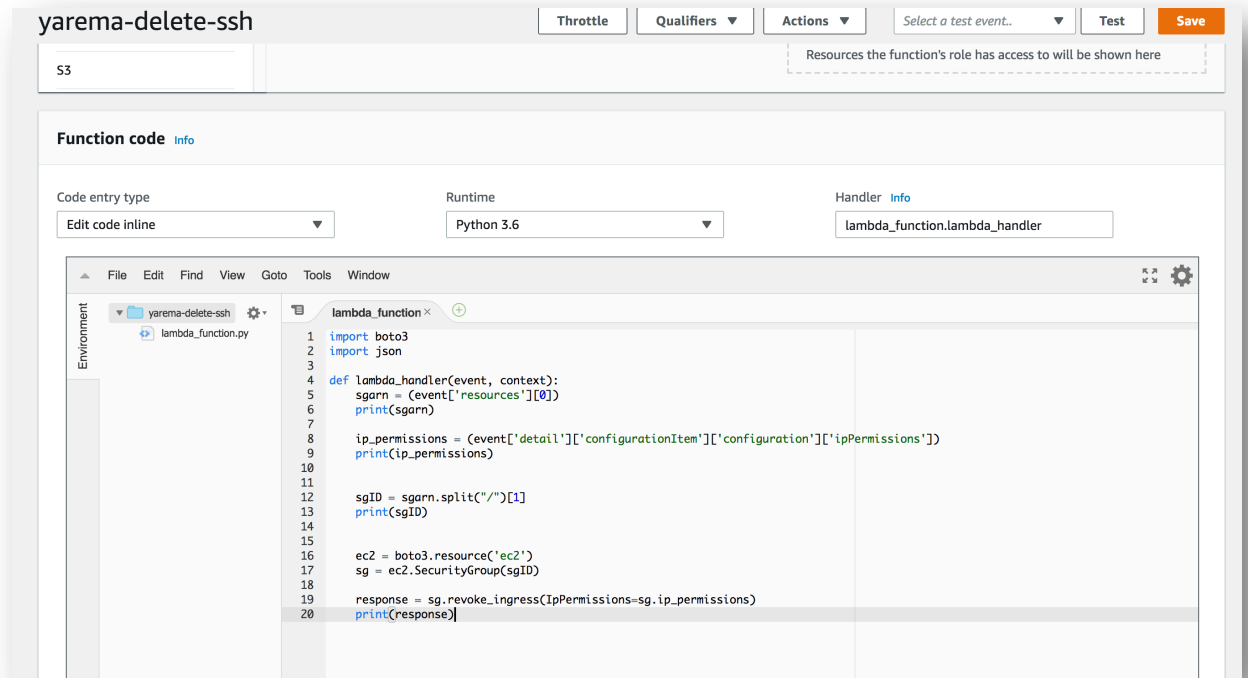 yarema-delete-ssh
Throttle
Qualifiers
Actions
Select a test event..
Test
Save
S3
Resources the function's role has access to will be shown here
Function code Info
Code entry type
Edit code inline
Runtime
Python 3.6
Handler Info
lambda_function.lambda_handler
File Edit Find View Goto Tools Window
Environment
yarema-delete-ssh
lambda_function.py
lambda_function
1 import boto3
2 import json
3
4 def lambda_handler(event, context):
5     sgarn = (event['resources'][0])
6     print(sgarn)
7
8     ip_permissions = (event['detail']['configurationItem']['configuration']['ipPermissions'])
9     print(ip_permissions)
10
11
12     sgID = sgarn.split("/")[1]
13     print(sgID)
14
15
16     ec2 = boto3.resource('ec2')
17     sg = ec2.SecurityGroup(sgID)
18
19     response = sg.revoke_ingress(IpPermissions=sg.ip_permissions)
20     print(response)